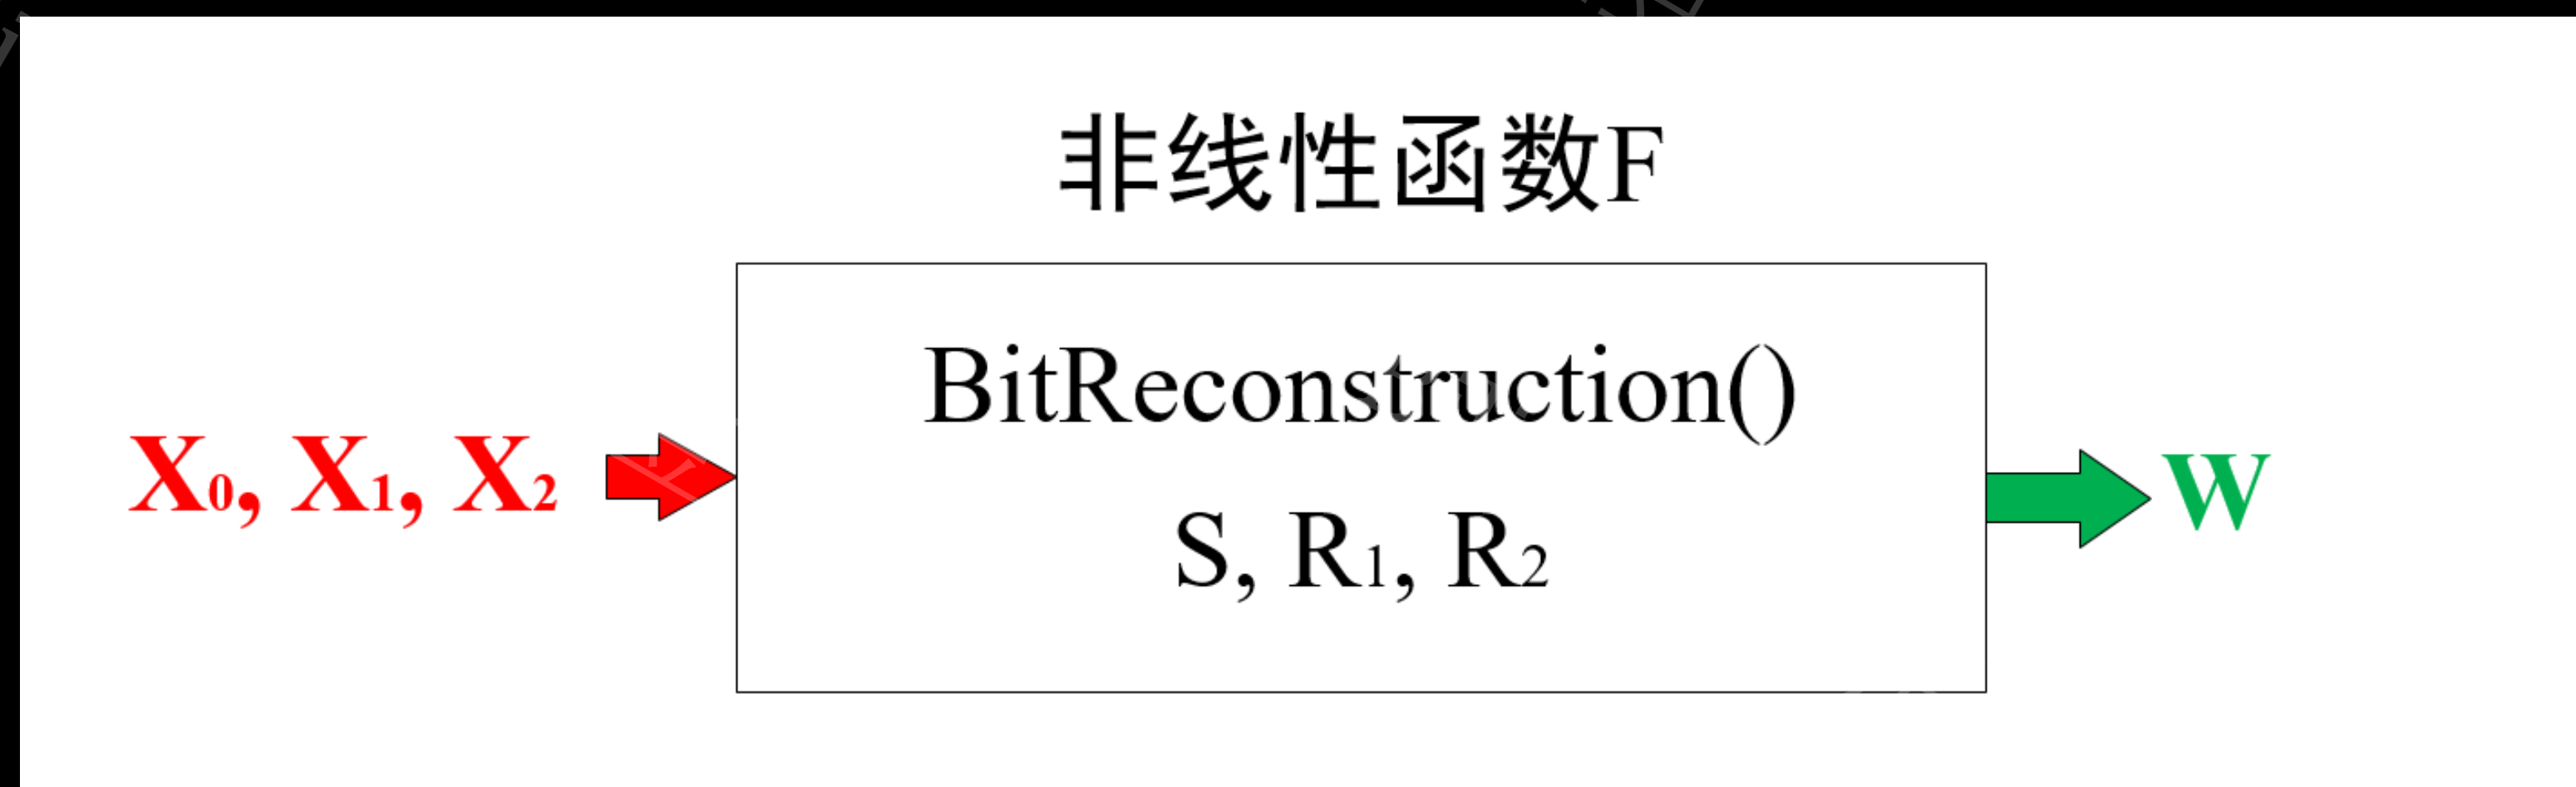 非线性函数F
BitReconstruction()
X₀, X₁, X₂
W
S, R₁, R₂